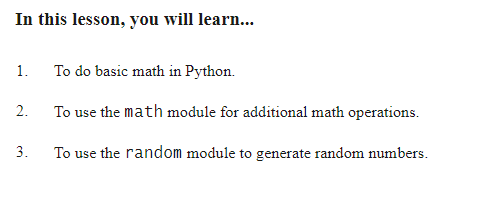 In this lesson, you will learn...
1. To do basic math in Python.
2. To use the math module for additional math operations.
3. To use the random module to generate random numbers.